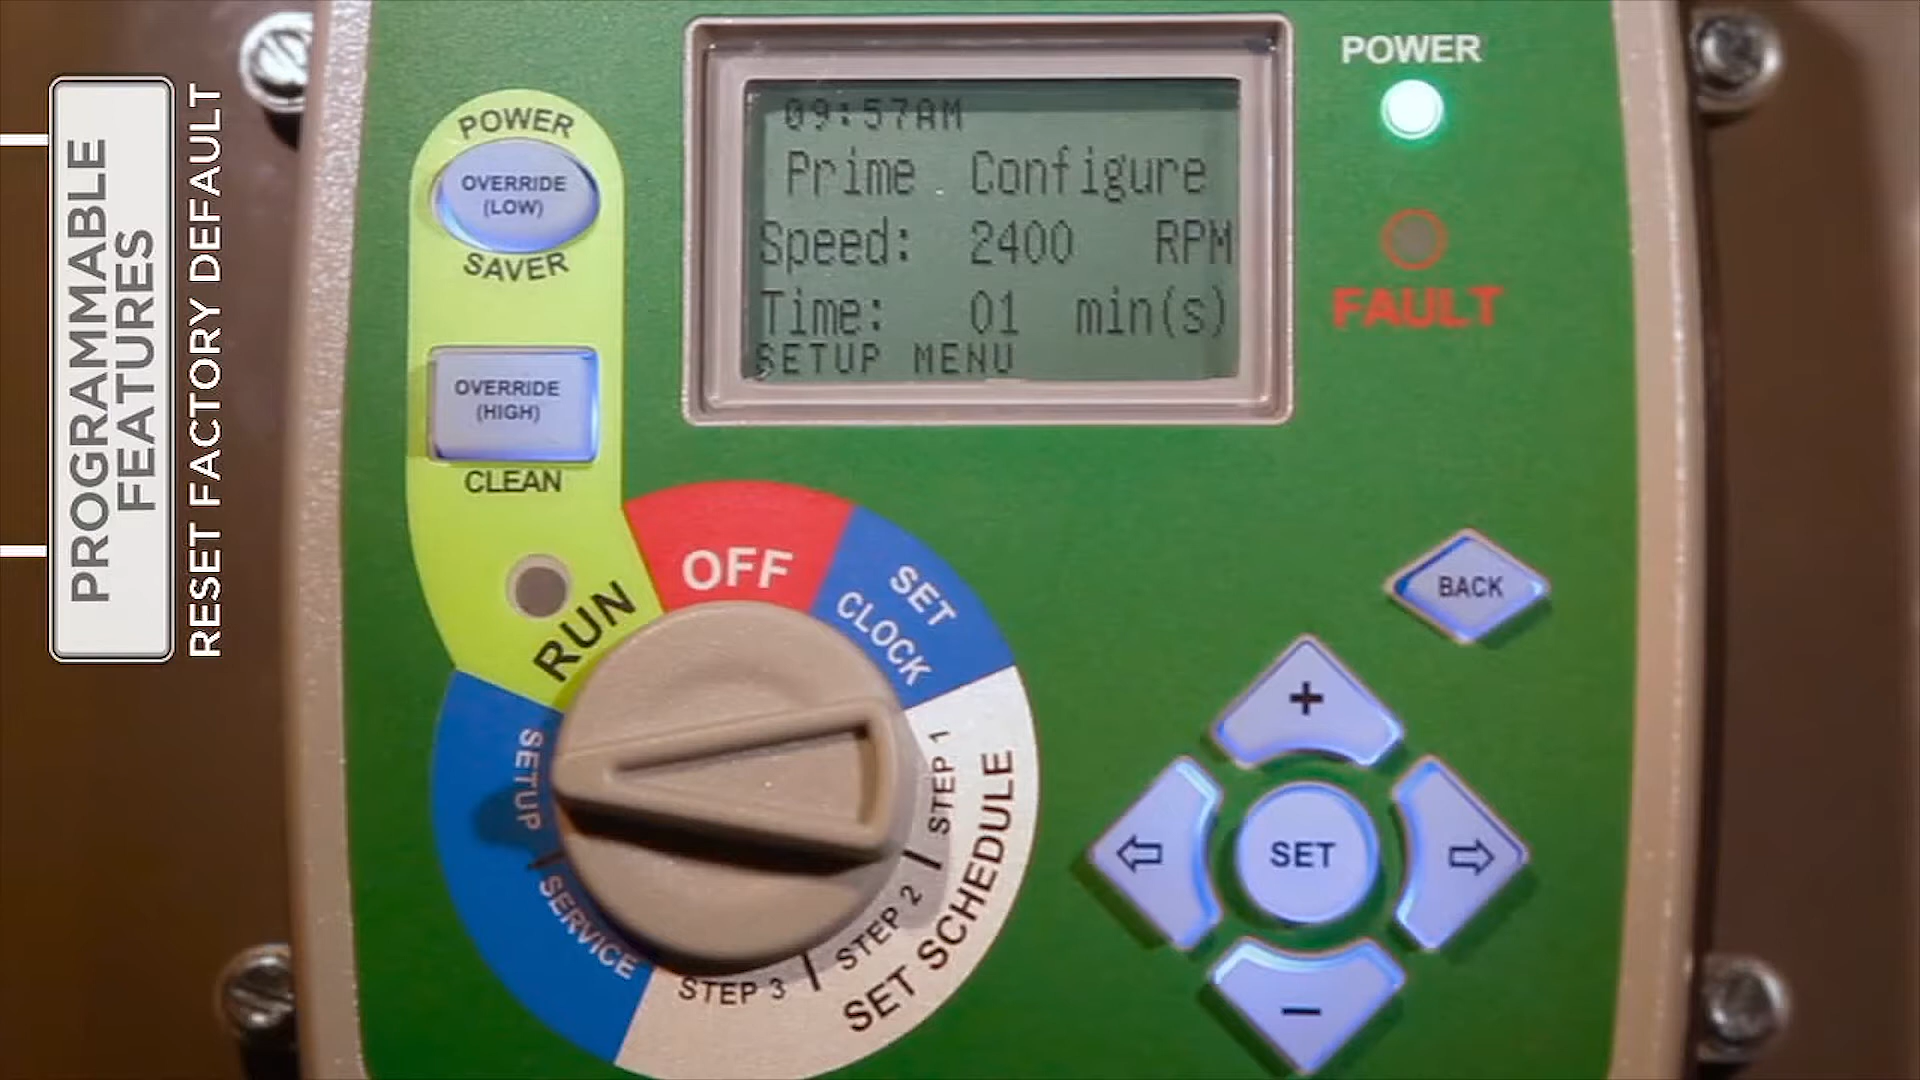 PROGRAMMABLE
FEATURES
RESET FACTORY DEFAULT
POWER
OVERRIDE
(LOW)
SAVER
OVERRIDE
(HIGH)
CLEAN
09:57AM
Prime Configure
Speed: 2400 RPM
Time: 01 min(s)
SETUP MENU
POWER
FAULT
RUN
OFF
SET
CLOCK
STEP 1
STEP 2
STEP 3
SET SCHEDULE
SERVICE
SETUP
BACK
+
SET
−